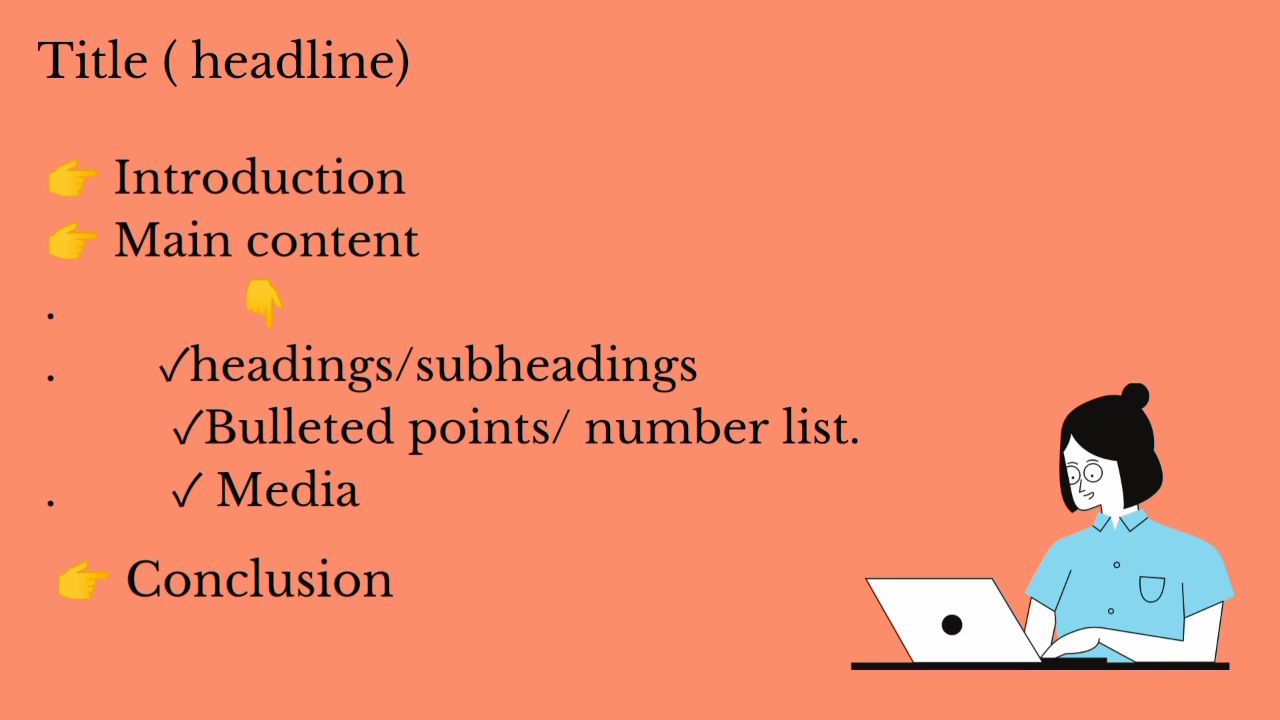 Title ( headline)
👉 Introduction
👉 Main content
. 👇
. ✓headings/subheadings
✓Bulleted points/ number list.
. ✓ Media
👉 Conclusion